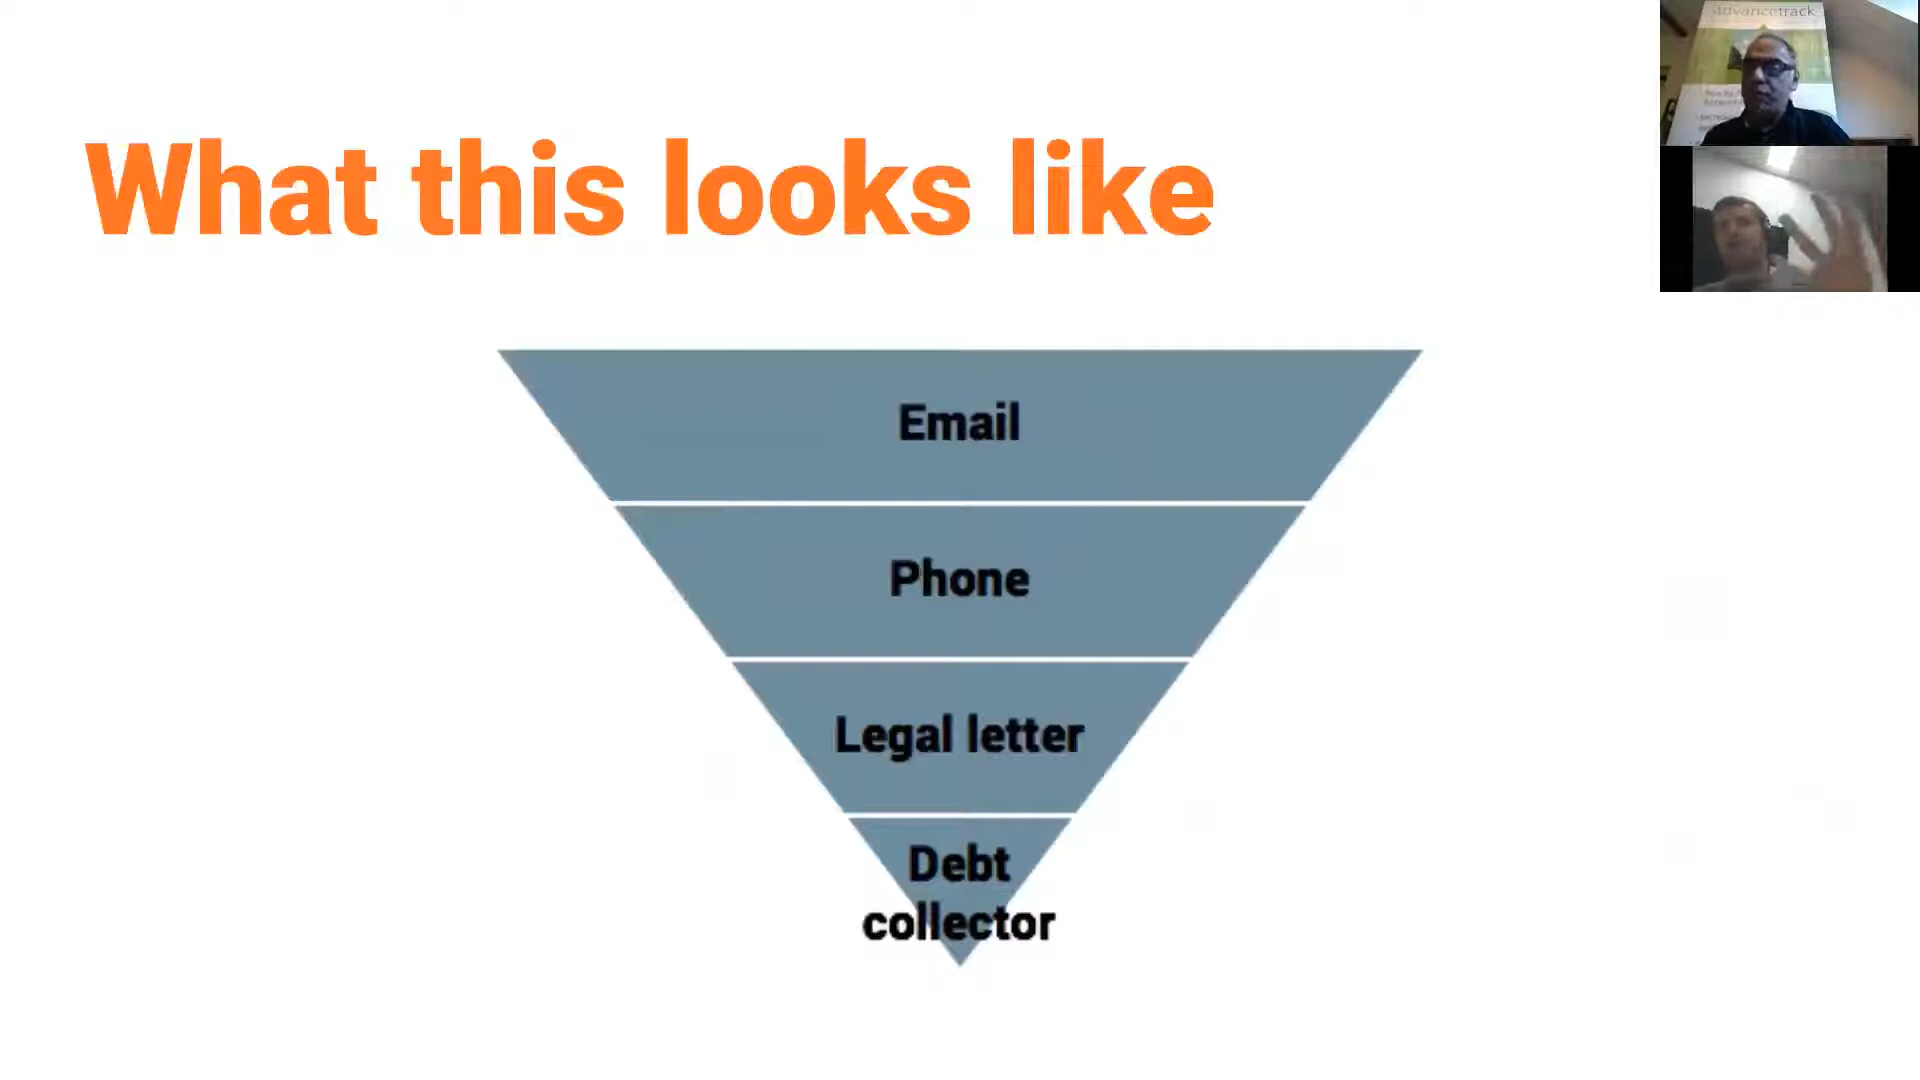 What this looks like
advancetrack
Email
Phone
Legal letter
Debt
collector